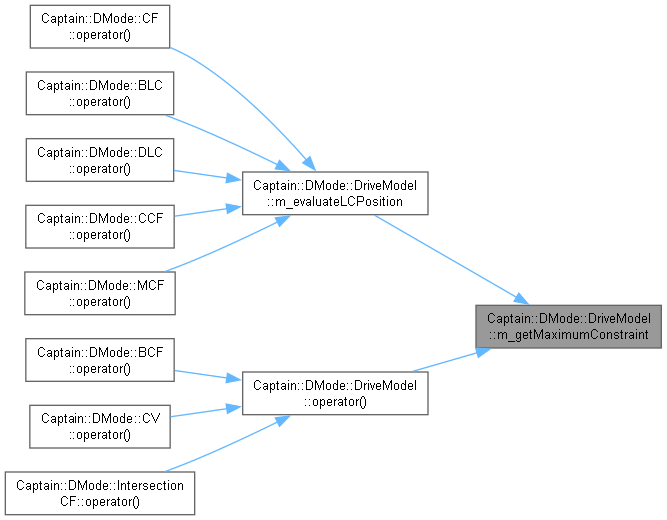 Captain::DMode::CF
::operator()
Captain::DMode::BLC
::operator()
Captain::DMode::DLC
::operator()
Captain::DMode::CCF
::operator()
Captain::DMode::MCF
::operator()
Captain::DMode::BCF
::operator()
Captain::DMode::CV
::operator()
Captain::DMode::Intersection
CF::operator()
Captain::DMode::DriveModel
::m_evaluateLCPosition
Captain::DMode::DriveModel
::operator()
Captain::DMode::DriveModel
::m_getMaximumConstraint